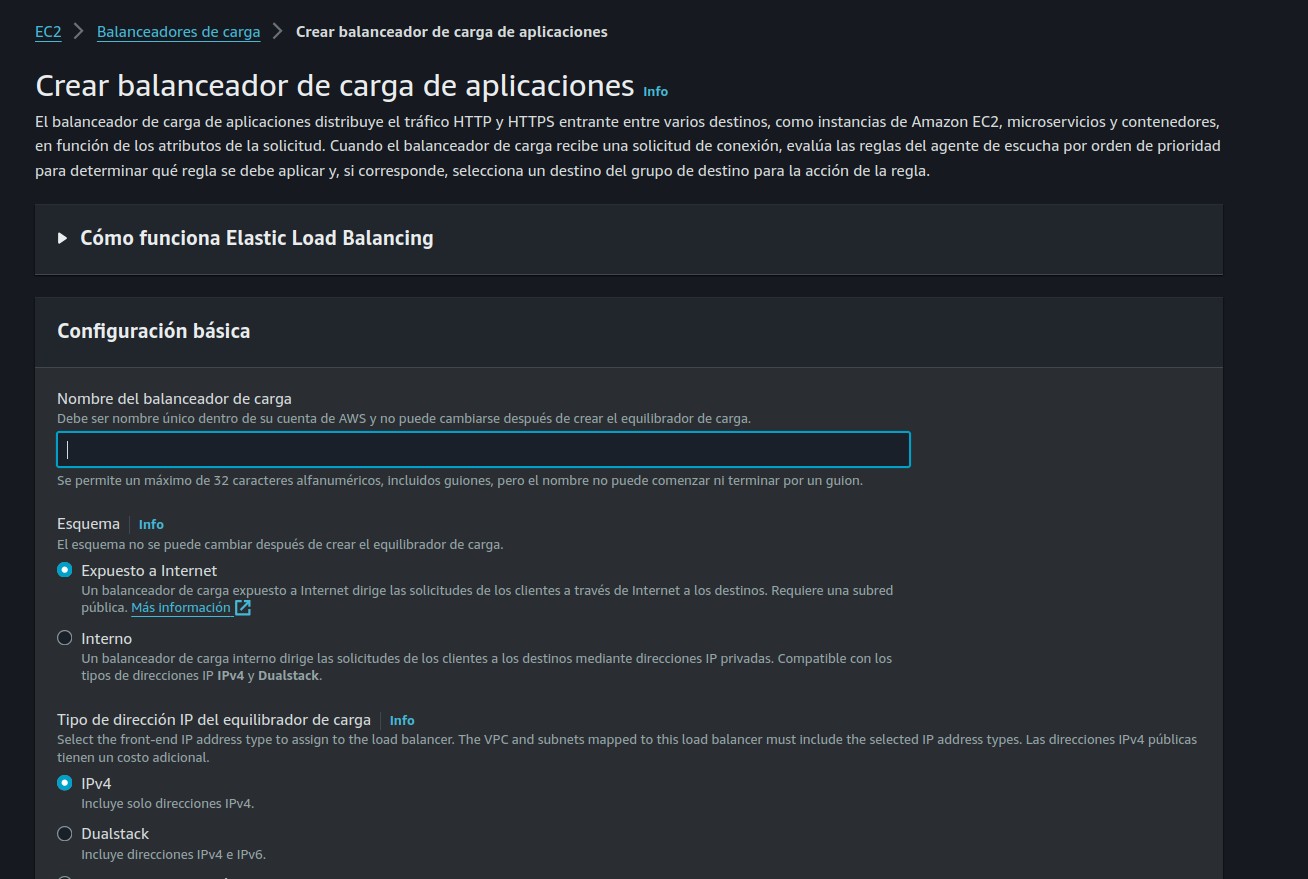 EC2 > Balanceadores de carga > Crear balanceador de carga de aplicaciones
Crear balanceador de carga de aplicaciones Info
El balanceador de carga de aplicaciones distribuye el tráfico HTTP y HTTPS entrante entre varios destinos, como instancias de Amazon EC2, microservicios y contenedores,
en función de los atributos de la solicitud. Cuando el balanceador de carga recibe una solicitud de conexión, evalúa las reglas del agente de escucha por orden de prioridad
para determinar qué regla se debe aplicar y, si corresponde, selecciona un destino del grupo de destino para la acción de la regla.
Cómo funciona Elastic Load Balancing
Configuración básica
Nombre del balanceador de carga
Debe ser nombre único dentro de su cuenta de AWS y no puede cambiarse después de crear el equilibrador de carga.
Se permite un máximo de 32 caracteres alfanuméricos, incluidos guiones, pero el nombre no puede comenzar ni terminar por un guion.
Esquema Info
El esquema no se puede cambiar después de crear el equilibrador de carga.
Expuesto a Internet
Un balanceador de carga expuesto a Internet dirige las solicitudes de los clientes a través de Internet a los destinos. Requiere una subred
pública. Más información
Interno
Un balanceador de carga interno dirige las solicitudes de los clientes a los destinos mediante direcciones IP privadas. Compatible con los
tipos de direcciones IP IPv4 y Dualstack.
Tipo de dirección IP del equilibrador de carga Info
Select the front-end IP address type to assign to the load balancer. The VPC and subnets mapped to this load balancer must include the selected IP address types. Las direcciones IPv4 públicas
tienen un costo adicional.
IPv4
Incluye solo direcciones IPv4.
Dualstack
Incluye direcciones IPv4 e IPv6.